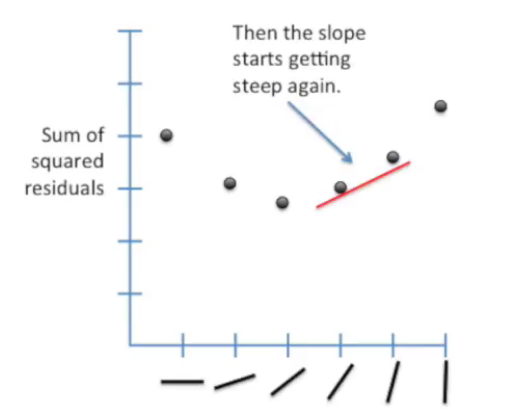 Then the slope
starts getting
steep again.
Sum of
squared
residuals